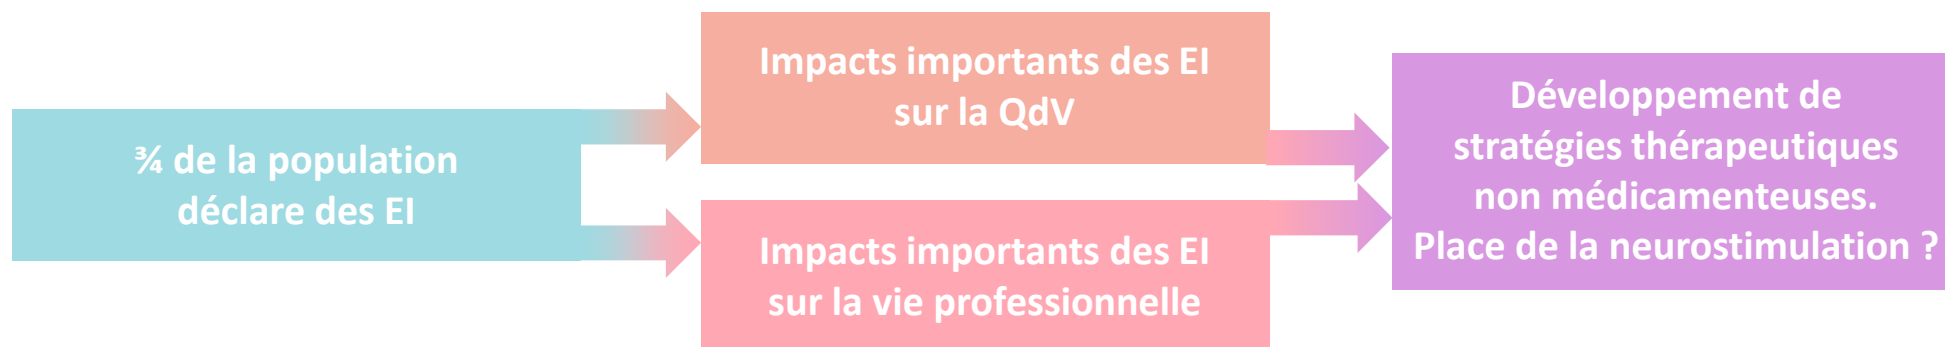 ¾ de la population
déclare des EI
Impacts importants des EI
sur la QdV
Impacts importants des EI
sur la vie professionnelle
Développement de
stratégies thérapeutiques
non médicamenteuses.
Place de la neurostimulation ?